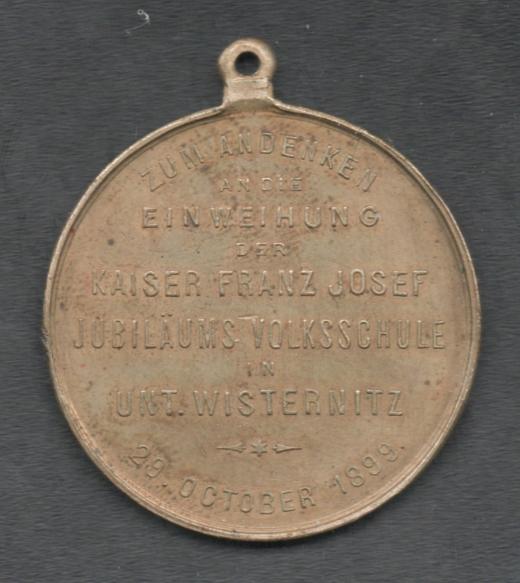 ZUM ANDENKEN
AN DIE
EINWEIHUNG
DER
KAISER FRANZ JOSEF
JUBILÄUMS-VOLKSSCHULE
IN
UNT. WISTERNITZ
29. OCTOBER 1899.